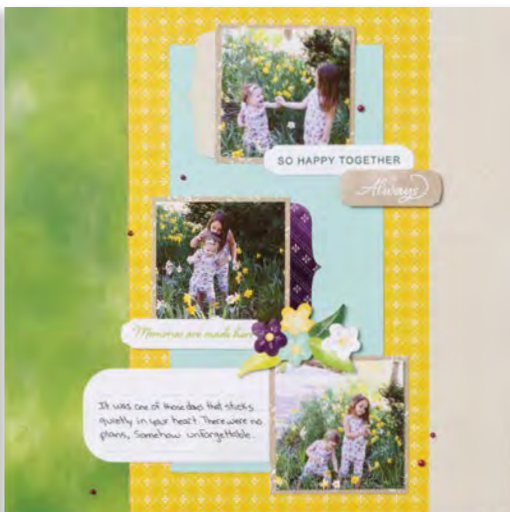 SO HAPPY TOGETHER
Always
Memories are made here
It was one of those days that sticks
quietly in your heart. There were no
plans, Somehow unforgettable.